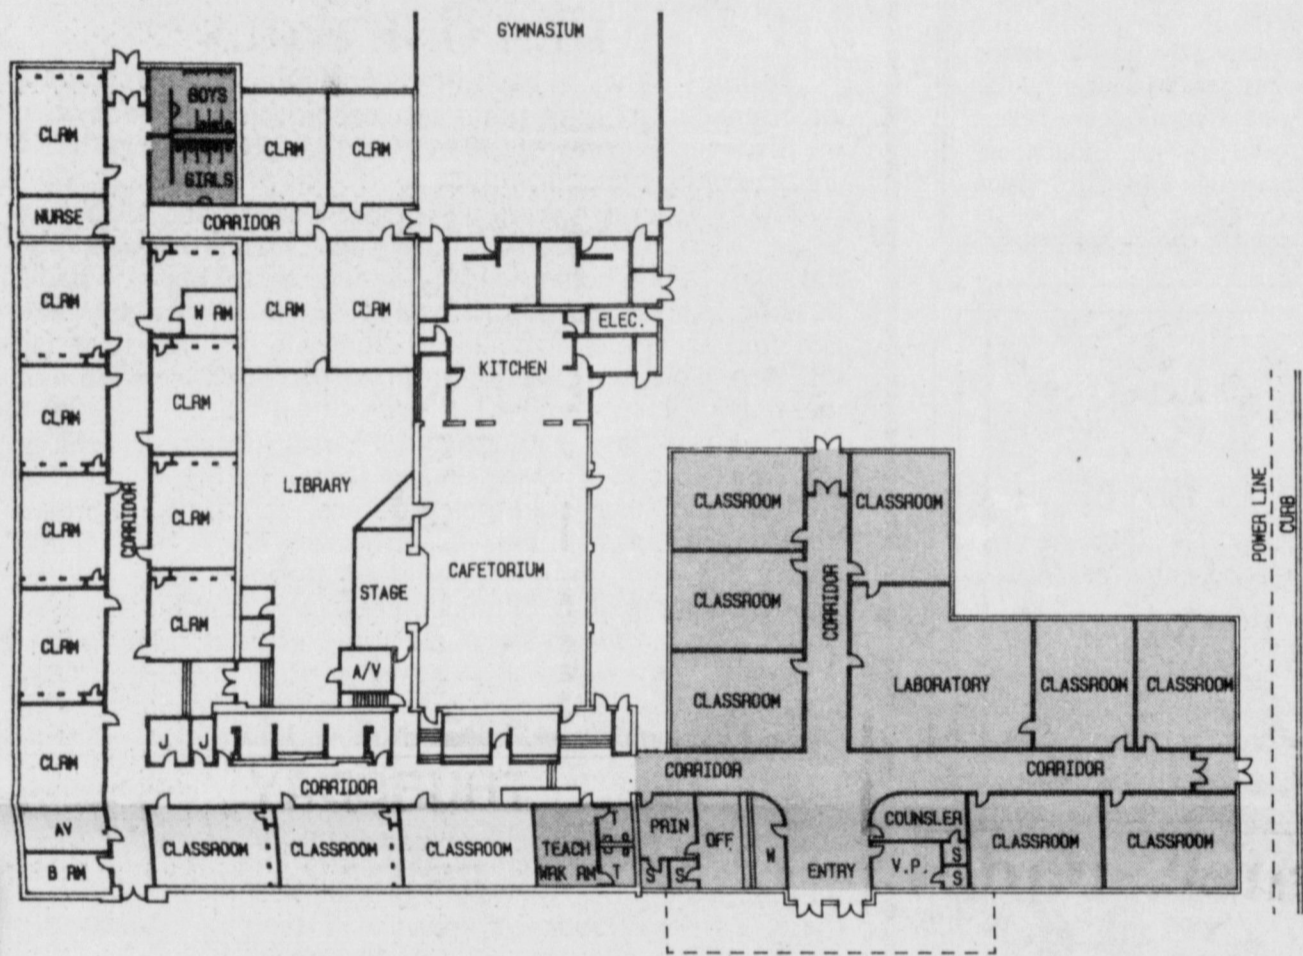 GYMNASIUM
BOYS
CLRM
CLRM
CLRM
GIRLS
NURSE
CORRIDOR
CLRM
W RM
CLRM
CLRM
ELEC.
KITCHEN
CLRM
CLRM
LIBRARY
CLASSROOM
CLASSROOM
POWER LINE
CURB
CLRM
CORRIDOR
CLRM
CAFETORIUM
STAGE
CLASSROOM
CORRIDOR
CLRM
CLRM
A/V
LABORATORY
CLASSROOM
CLASSROOM
CLASSROOM
J
J
CLRM
CORRIDOR
CORRIDOR
CORRIDOR
AV
CLASSROOM
CLASSROOM
CLASSROOM
TEACH
WRK RM
T
T
PRIN
OFF.
W
COUNSLER
CLASSROOM
CLASSROOM
B RM
S
S
ENTRY
V.P.
S
S